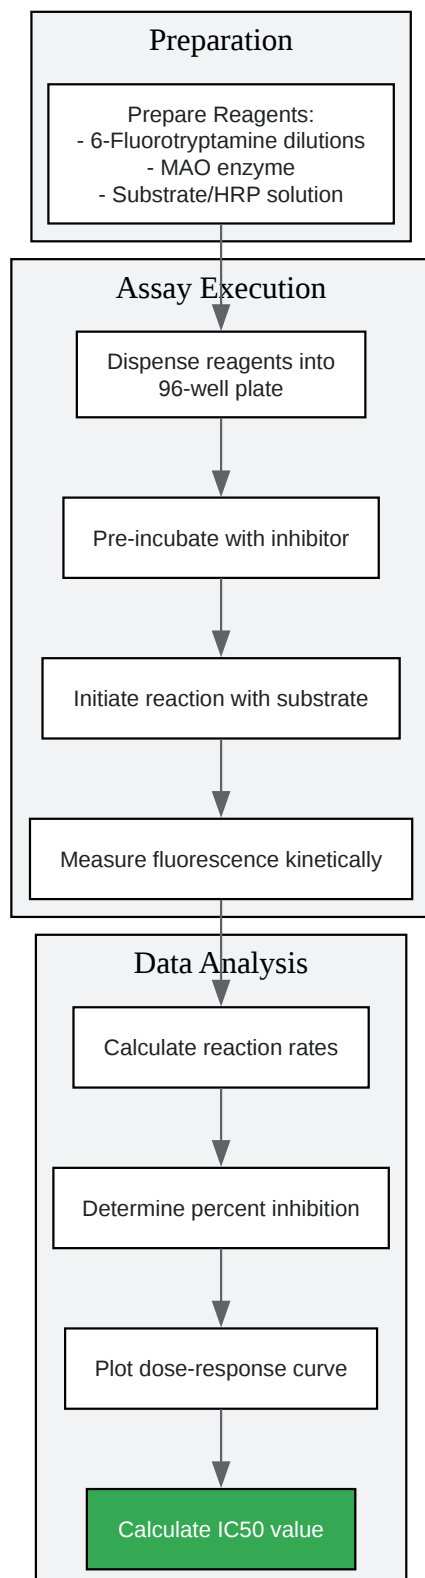 Preparation
Prepare Reagents:
- 6-Fluorotryptamine dilutions
- MAO enzyme
- Substrate/HRP solution
Assay Execution
Dispense reagents into
96-well plate
Pre-incubate with inhibitor
Initiate reaction with substrate
Measure fluorescence kinetically
Data Analysis
Calculate reaction rates
Determine percent inhibition
Plot dose-response curve
Calculate IC50 value